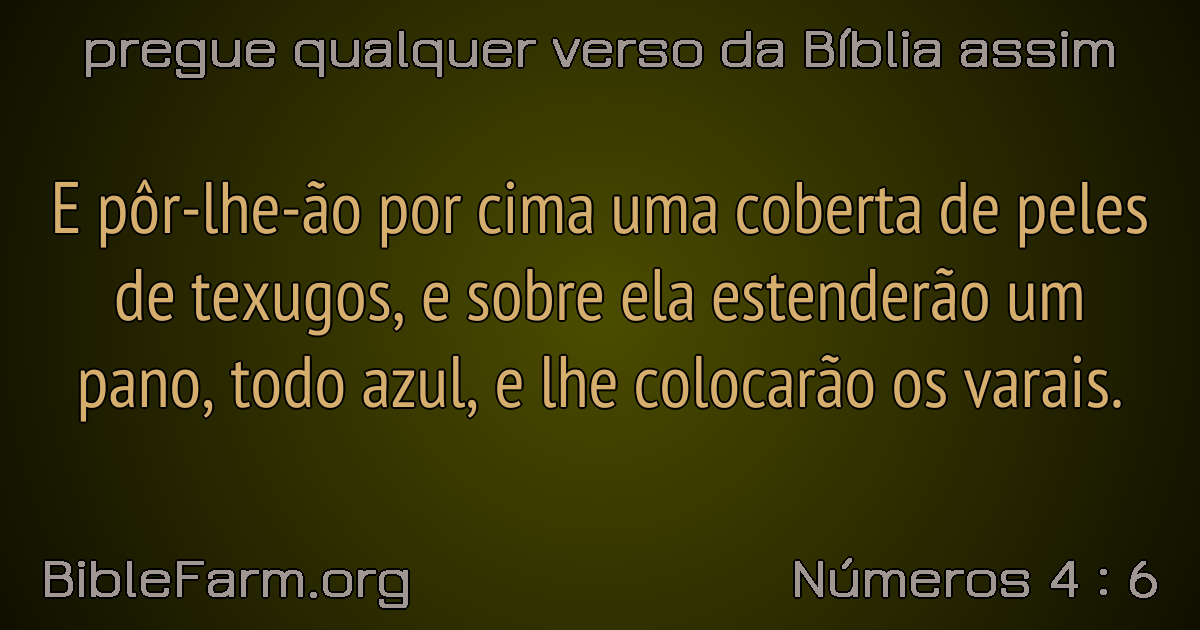 pregue qualquer verso da Bíblia assim
E pôr-lhe-ão por cima uma coberta de peles
de texugos, e sobre ela estenderão um
pano, todo azul, e lhe colocarão os varais.
BibleFarm.org
Números 4 : 6